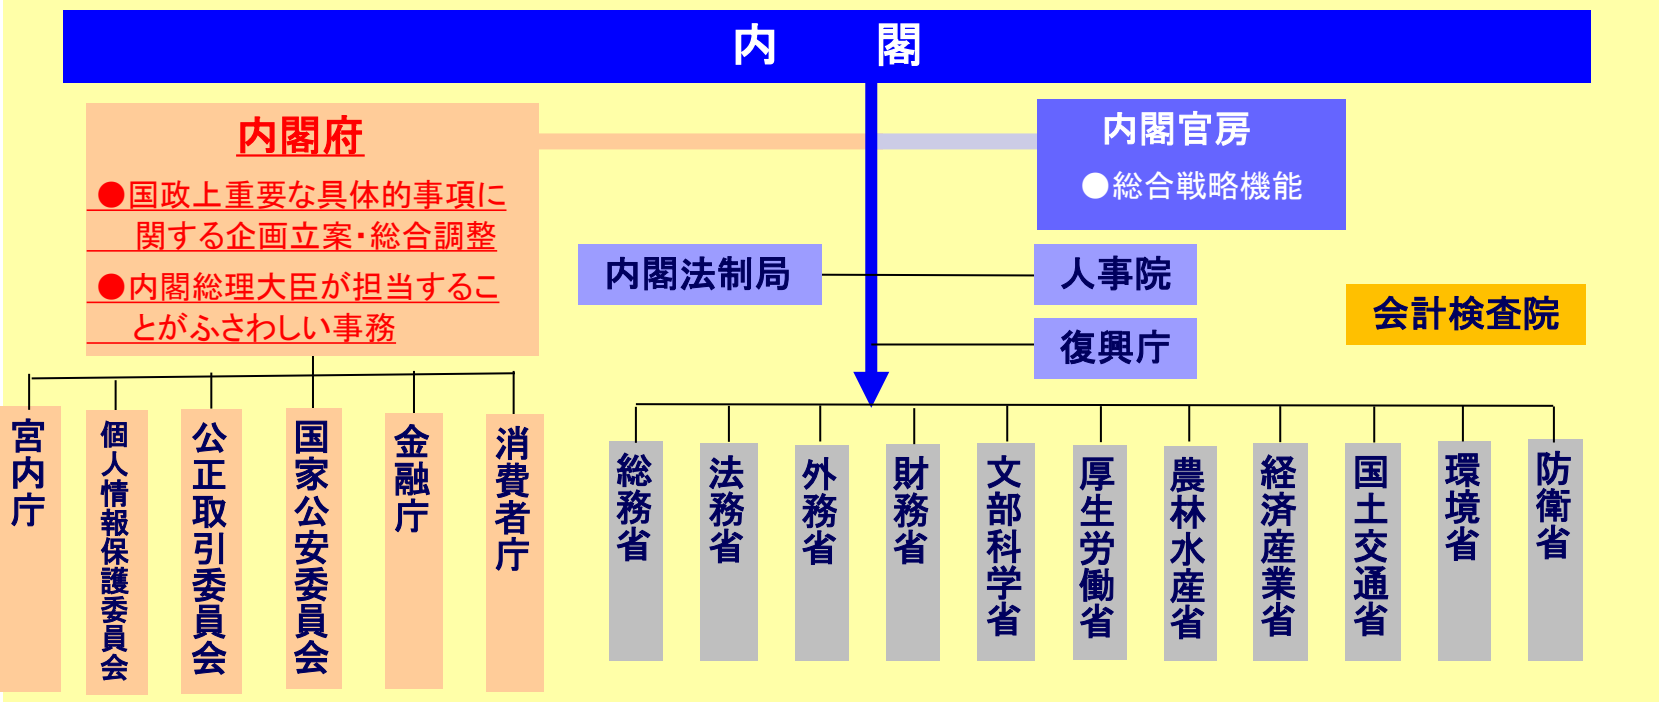 内　閣
内閣府
●国政上重要な具体的事項に
関する企画立案・総合調整
●内閣総理大臣が担当するこ
とがふさわしい事務
内閣官房
●総合戦略機能
内閣法制局
人事院
復興庁
会計検査院
宮内庁
個人情報保護委員会
公正取引委員会
国家公安委員会
金融庁
消費者庁
総務省
法務省
外務省
財務省
文部科学省
厚生労働省
農林水産省
経済産業省
国土交通省
環境省
防衛省